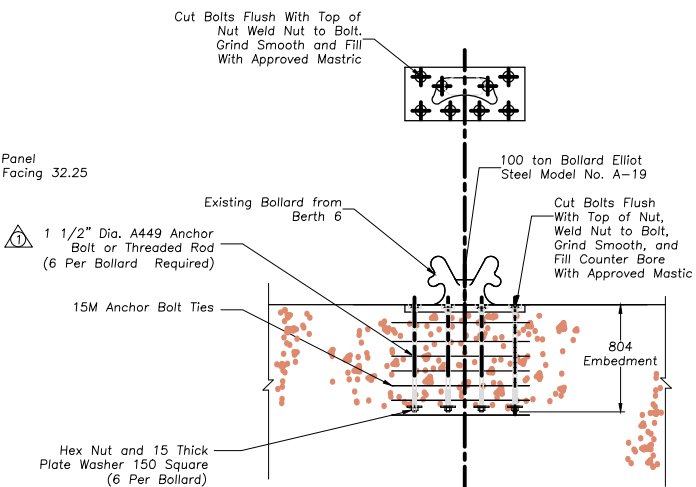 Cut Bolts Flush With Top of
Nut Weld Nut to Bolt.
Grind Smooth and Fill
With Approved Mastric
Panel
Facing 32.25
100 ton Bollard Elliot
Steel Model No. A-19
Existing Bollard from
Berth 6
Cut Bolts Flush
With Top of Nut,
Weld Nut to Bolt,
Grind Smooth, and
Fill Counter Bore
With Approved Mastic
1
1 1/2" Dia. A449 Anchor
Bolt or Threaded Rod
(6 Per Bollard Required)
15M Anchor Bolt Ties
804
Embedment
Hex Nut and 15 Thick
Plate Washer 150 Square
(6 Per Bollard)